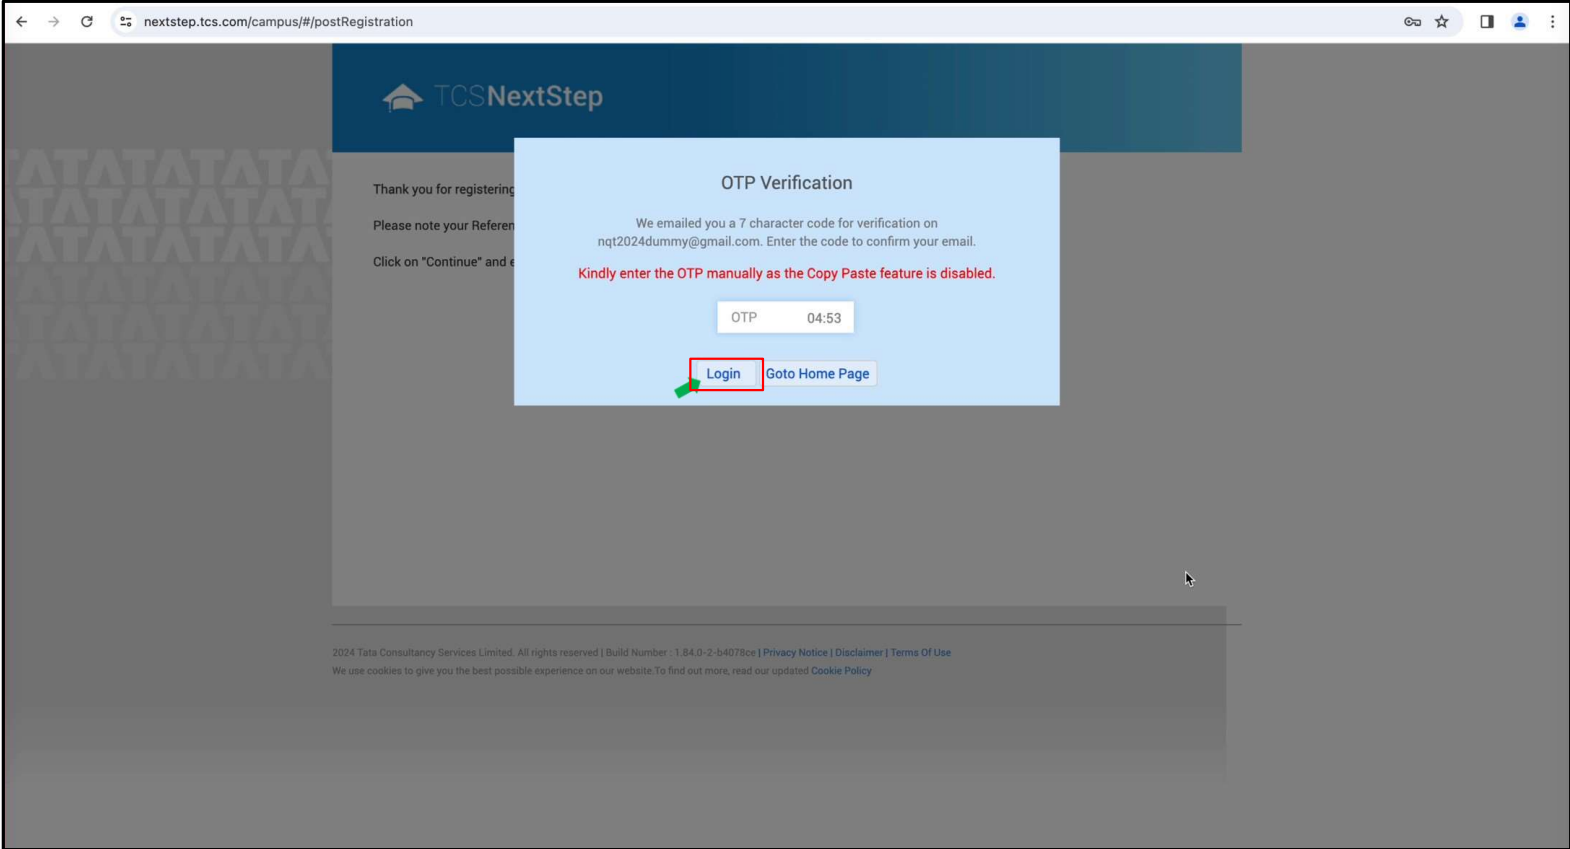 nextstep.tcs.com/campus/#/postRegistration
TCSNextStep
Thank you for registering
Please note your Referen
Click on "Continue" and e
OTP Verification
We emailed you a 7 character code for verification on
nqt2024dummy@gmail.com. Enter the code to confirm your email.
Kindly enter the OTP manually as the Copy Paste feature is disabled.
OTP 04:53
Login Goto Home Page
2024 Tata Consultancy Services Limited. All rights reserved | Build Number : 1.84.0-2-b4078ce | Privacy Notice | Disclaimer | Terms Of Use
We use cookies to give you the best possible experience on our website.To find out more, read our updated Cookie Policy